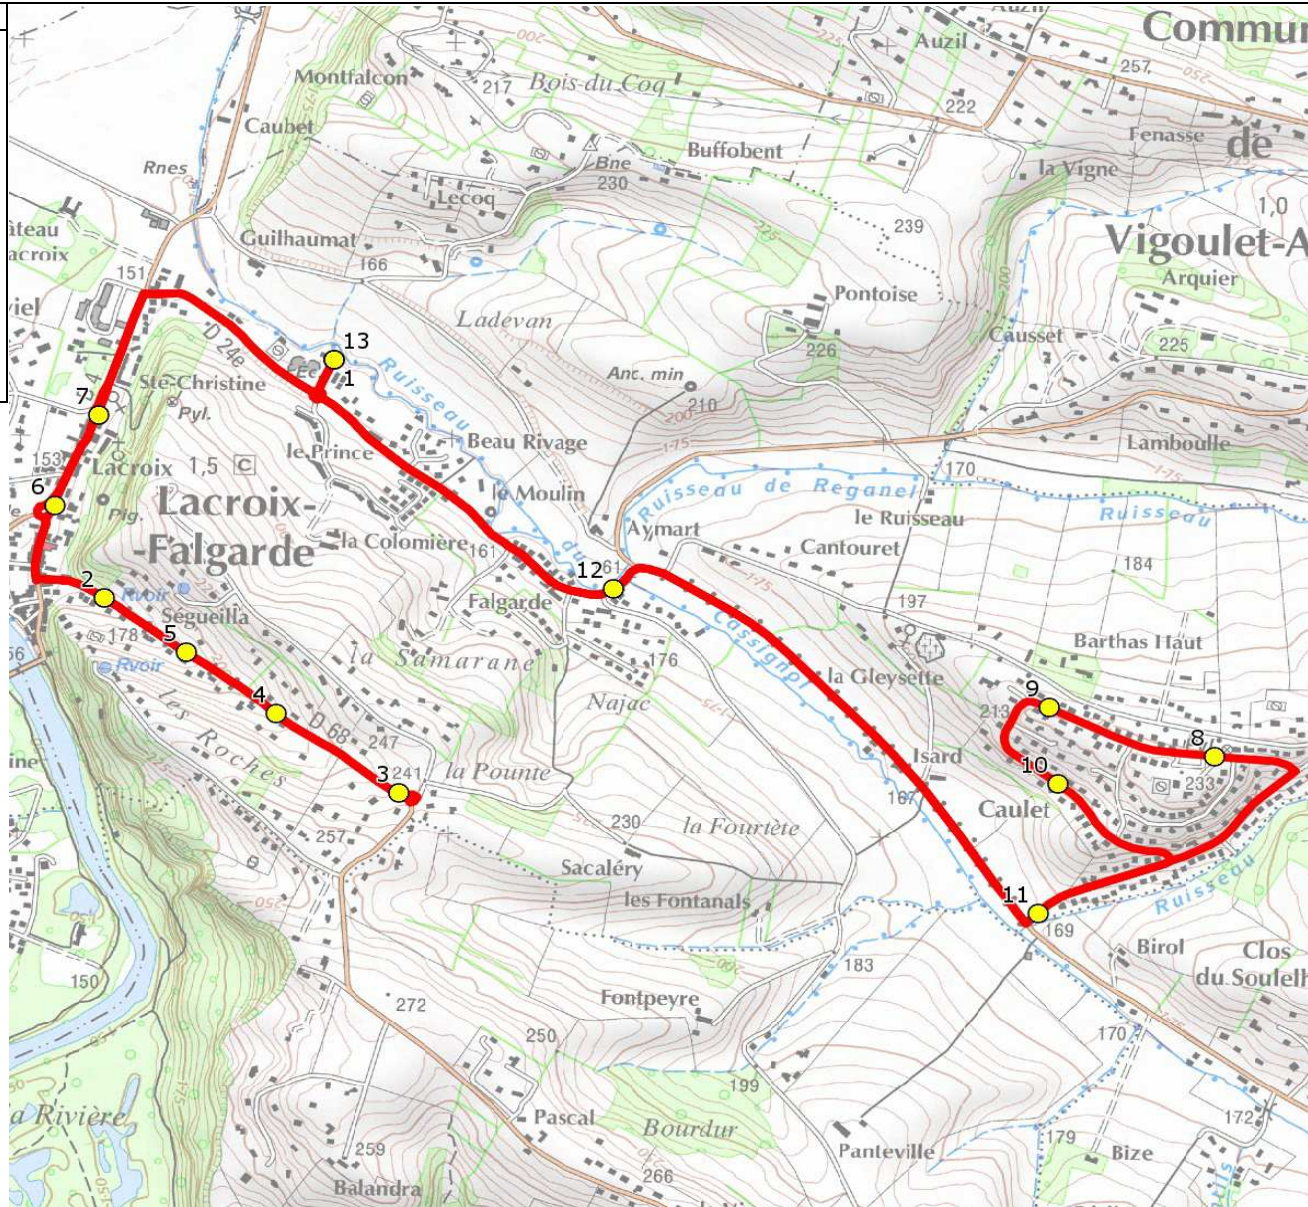 Auzil
Commun
Auzil
257
Montfalcon
217
Bois-du-Coq
222
Caubet
Fenasse
de
Buffobent
Bne
230
la Vigne
Rnes
Lecoq
1,0
239
Vigoulet-A
Guilhaumat
166
151
Arquier
Pontoise
Ladevan
Causset
225
226
D 24e
13
1
Ste-Christine
Pyl.
Ruisseau
Anc. min
210
7
Beau Rivage
Lamboulle
le Prince
153
Lacroix
1,5
C
170
6
Lacroix-
-Falgarde
Pig.
le Moulin
Ruisseau de Reganel
Ruisseau
le Ruisseau
Aymart
la Colomière
161
Cantouret
184
du
12
61
2
Rvoir
Falgarde
197
Ségueilla
5
178
Cassignol
Barthas Haut
Rvoir
la Samarane
176
la Gleysette
les Roches
Najac
9
213
4
D 68
247
8
3
241
la Pounte
Isard
10
233
167
Caulet
257
230
la Fouriète
Sacaléry
les Fontanals
11
169
Ruisseau
Birol
Clos
du Soulelh
183
150
272
Fontpeyre
250
170
199
a Rivière
Pascal
Bourdur
172
179
259
Panteville
Bize
266
Balandra